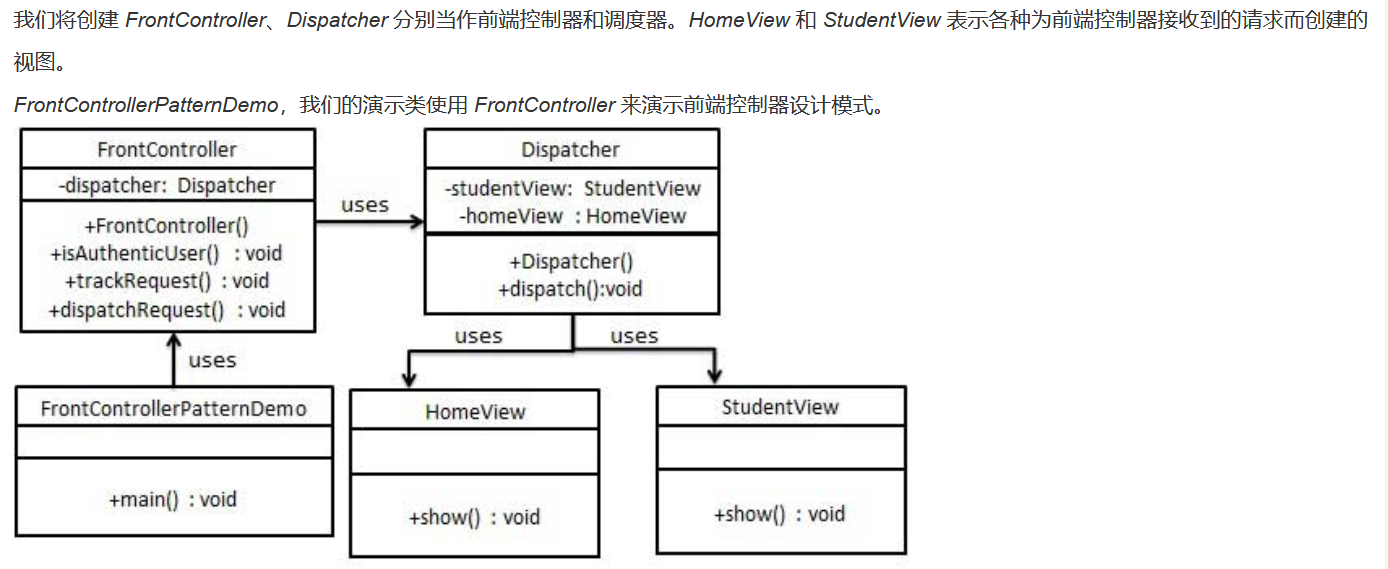 我们将创建 FrontController、Dispatcher 分别当作前端控制器和调度器。HomeView 和 StudentView 表示各种为前端控制器接收到的请求而创建的
视图。
FrontControllerPatternDemo，我们的演示类使用 FrontController 来演示前端控制器设计模式。
FrontController
-dispatcher: Dispatcher
+FrontController()
+isAuthenticUser() : void
+trackRequest() : void
+dispatchRequest() : void
uses
Dispatcher
-studentView: StudentView
-homeView : HomeView
+Dispatcher()
+dispatch():void
uses
uses
uses
FrontControllerPatternDemo
+main() : void
HomeView
+show() : void
StudentView
+show() : void